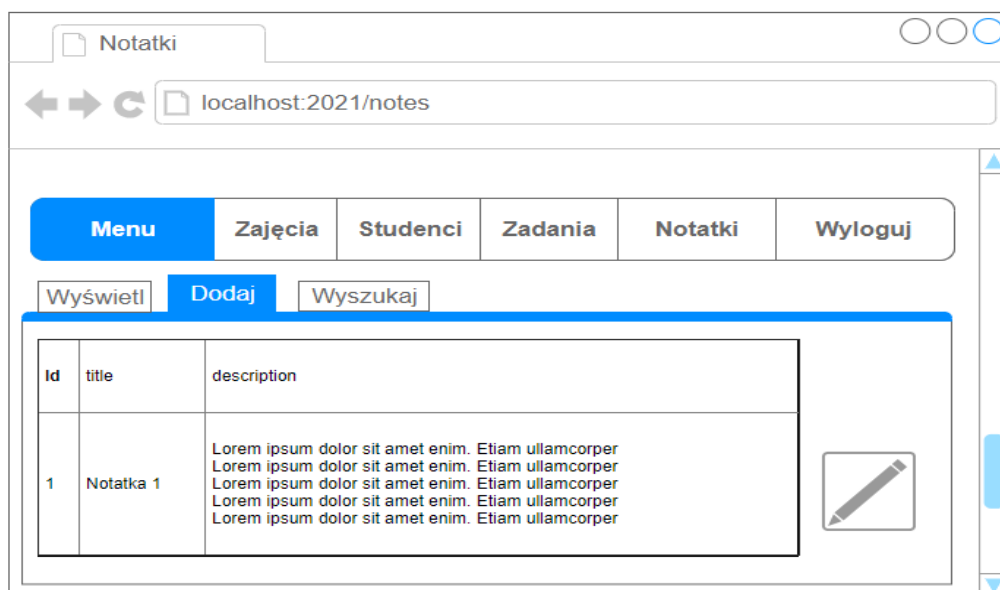 Notatki
localhost:2021/notes
Menu Zajęcia Studenci Zadania Notatki Wyloguj
Wyświetl Dodaj Wyszukaj
Id title description
1 Notatka 1
Lorem ipsum dolor sit amet enim. Etiam ullamcorper
Lorem ipsum dolor sit amet enim. Etiam ullamcorper
Lorem ipsum dolor sit amet enim. Etiam ullamcorper
Lorem ipsum dolor sit amet enim. Etiam ullamcorper
Lorem ipsum dolor sit amet enim. Etiam ullamcorper